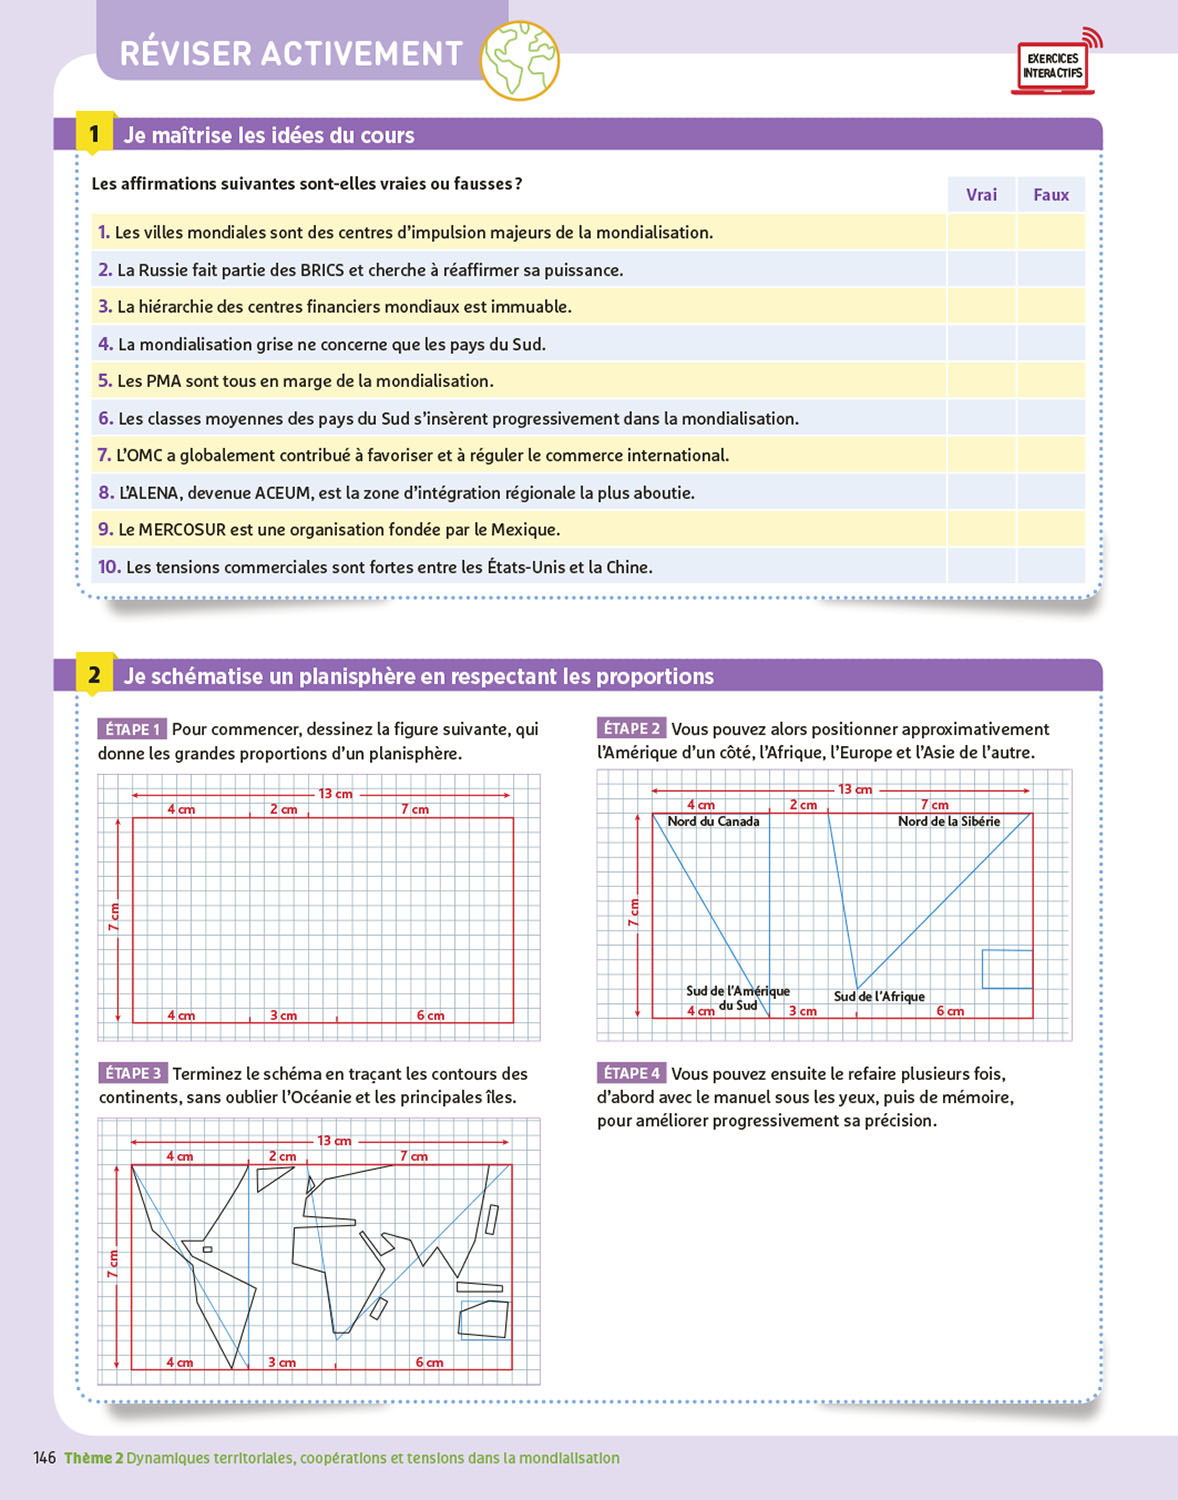 RÉVISER ACTIVEMENT
EXERCICES
INTERACTIFS
1 Je maîtrise les idées du cours
Les affirmations suivantes sont-elles vraies ou fausses ?
Vrai Faux
1. Les villes mondiales sont des centres d'impulsion majeurs de la mondialisation.
2. La Russie fait partie des BRICS et cherche à réaffirmer sa puissance.
3. La hiérarchie des centres financiers mondiaux est immuable.
4. La mondialisation grise ne concerne que les pays du Sud.
5. Les PMA sont tous en marge de la mondialisation.
6. Les classes moyennes des pays du Sud s'insèrent progressivement dans la mondialisation.
7. L'OMC a globalement contribué à favoriser et à réguler le commerce international.
8. L'ALENA, devenue ACEUM, est la zone d'intégration régionale la plus aboutie.
9. Le MERCOSUR est une organisation fondée par le Mexique.
10. Les tensions commerciales sont fortes entre les États-Unis et la Chine.
2 Je schématise un planisphère en respectant les proportions
ÉTAPE 1 Pour commencer, dessinez la figure suivante, qui
donne les grandes proportions d'un planisphère.
13 cm
4 cm 2 cm 7 cm
7 cm
4 cm 3 cm 6 cm
ÉTAPE 2 Vous pouvez alors positionner approximativement
l'Amérique d'un côté, l'Afrique, l'Europe et l'Asie de l'autre.
13 cm
4 cm 2 cm 7 cm
Nord du Canada Nord de la Sibérie
7 cm
Sud de l'Amérique
du Sud
Sud de l'Afrique
4 cm 3 cm 6 cm
ÉTAPE 3 Terminez le schéma en traçant les contours des
continents, sans oublier l'Océanie et les principales îles.
13 cm
4 cm 2 cm 7 cm
7 cm
4 cm 3 cm 6 cm
ÉTAPE 4 Vous pouvez ensuite le refaire plusieurs fois,
d'abord avec le manuel sous les yeux, puis de mémoire,
pour améliorer progressivement sa précision.
146 Thème 2 Dynamiques territoriales, coopérations et tensions dans la mondialisation